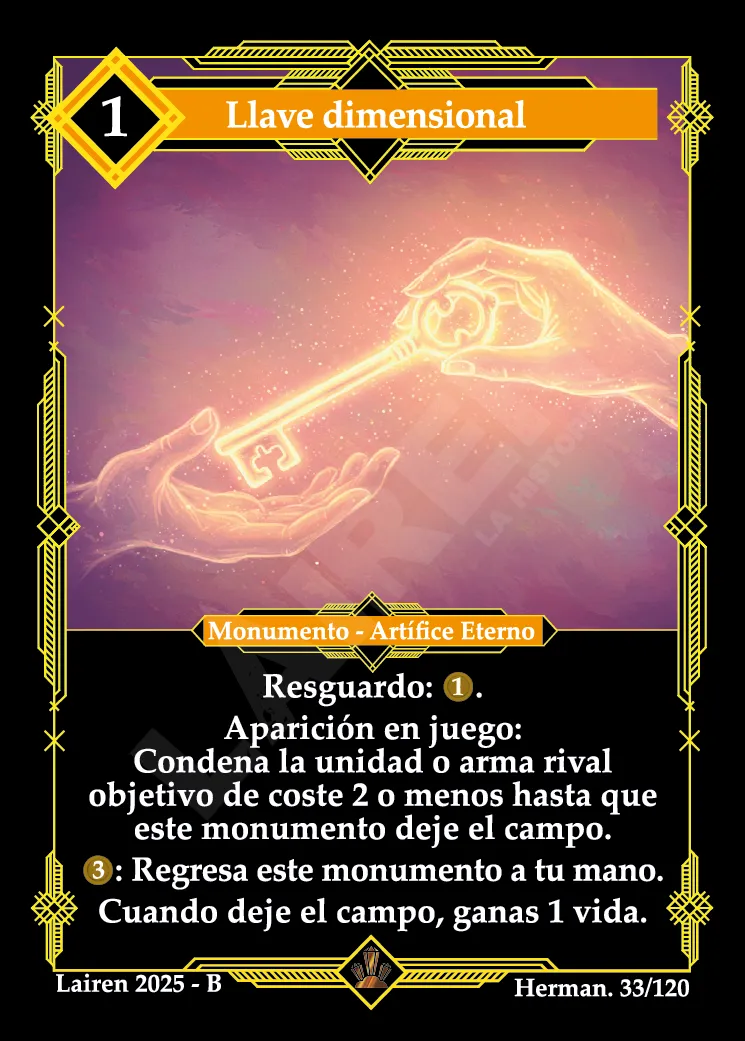 1
Llave dimensional
Monumento - Artífice Eterno
Resguardo: 1.
Aparición en juego:
Condena la unidad o arma rival
objetivo de coste 2 o menos hasta que
este monumento deje el campo.
3: Regresa este monumento a tu mano.
Cuando deje el campo, ganas 1 vida.
Lairen 2025 - B
Herman. 33/120